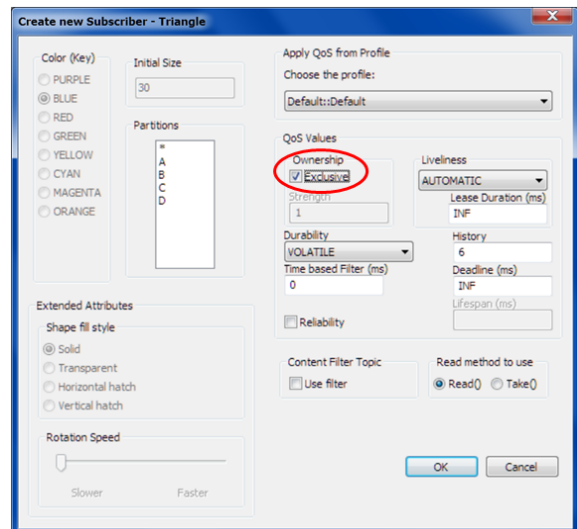 Create new Subscriber - Triangle
Color (Key)
PURPLE
BLUE
RED
GREEN
YELLOW
CYAN
MAGENTA
ORANGE
Initial Size
30
Partitions
*
A
B
C
D
Extended Attributes
Shape fill style
Solid
Transparent
Horizontal hatch
Vertical hatch
Rotation Speed
Slower Faster
Apply QoS from Profile
Choose the profile:
Default::Default
QoS Values
Ownership
Exclusive
Strength
1
Liveliness
AUTOMATIC
Lease Duration (ms)
INF
Durability
VOLATILE
Time based Filter (ms)
0
Reliability
History
6
Deadline (ms)
INF
Lifespan (ms)
Content Filter Topic
Use filter
Read method to use
Read() Take()
OK Cancel